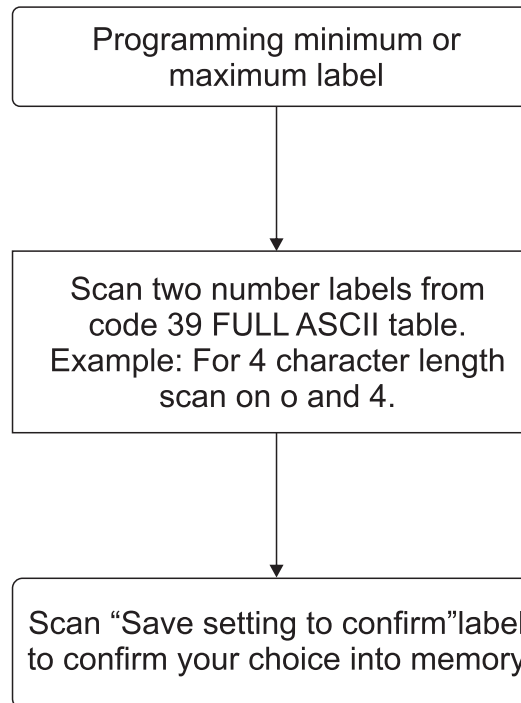 Programming minimum or
maximum label
Scan two number labels from
code 39 FULL ASCII table.
Example: For 4 character length
scan on o and 4.
Scan “Save setting to confirm”label
to confirm your choice into memory